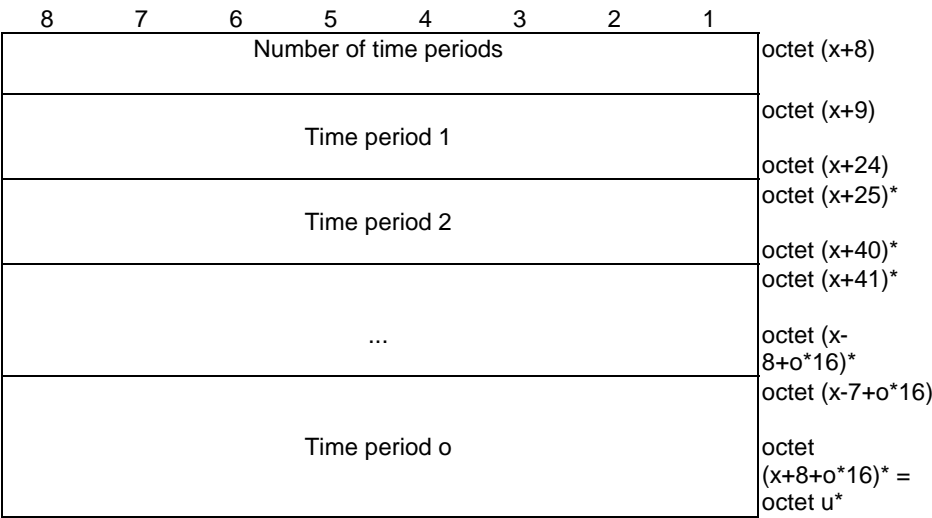 8 7 6 5 4 3 2 1
Number of time periods
octet (x+8)
octet (x+9)
Time period 1
octet (x+24)
octet (x+25)*
Time period 2
octet (x+40)*
octet (x+41)*
...
octet (x-
8+o*16)*
octet (x-7+o*16)
Time period o
octet
(x+8+o*16)* =
octet u*